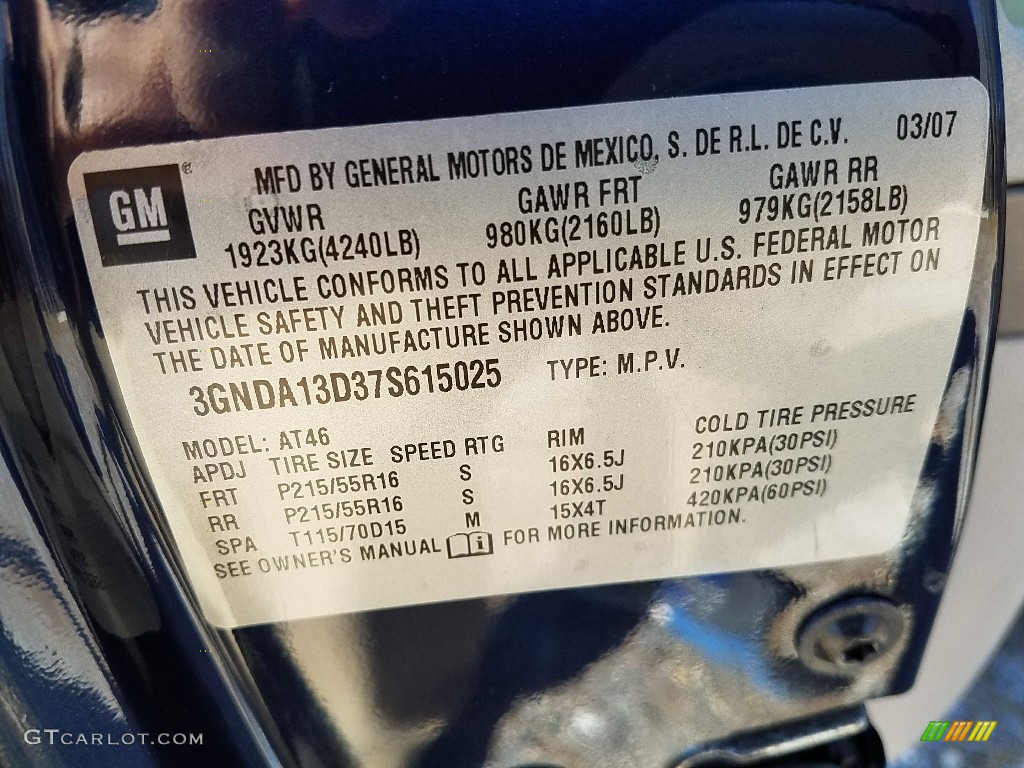 GM MFD BY GENERAL MOTORS DE MEXICO, S. DE R.L. DE C.V. 03/07
GVWR GAWR FRT GAWR RR
1923KG(4240LB) 980KG(2160LB) 979KG(2158LB)
THIS VEHICLE CONFORMS TO ALL APPLICABLE U.S. FEDERAL MOTOR
VEHICLE SAFETY AND THEFT PREVENTION STANDARDS IN EFFECT ON
THE DATE OF MANUFACTURE SHOWN ABOVE.
3GNDA13D37S615025 TYPE: M.P.V.
MODEL: AT46
APDJ TIRE SIZE SPEED RTG RIM COLD TIRE PRESSURE
FRT P215/55R16 S 16X6.5J 210KPA(30PSI)
RR P215/55R16 S 16X6.5J 210KPA(30PSI)
SPA T115/70D15 M 15X4T 420KPA(60PSI)
SEE OWNER'S MANUAL i FOR MORE INFORMATION.
GTCARLOT.COM